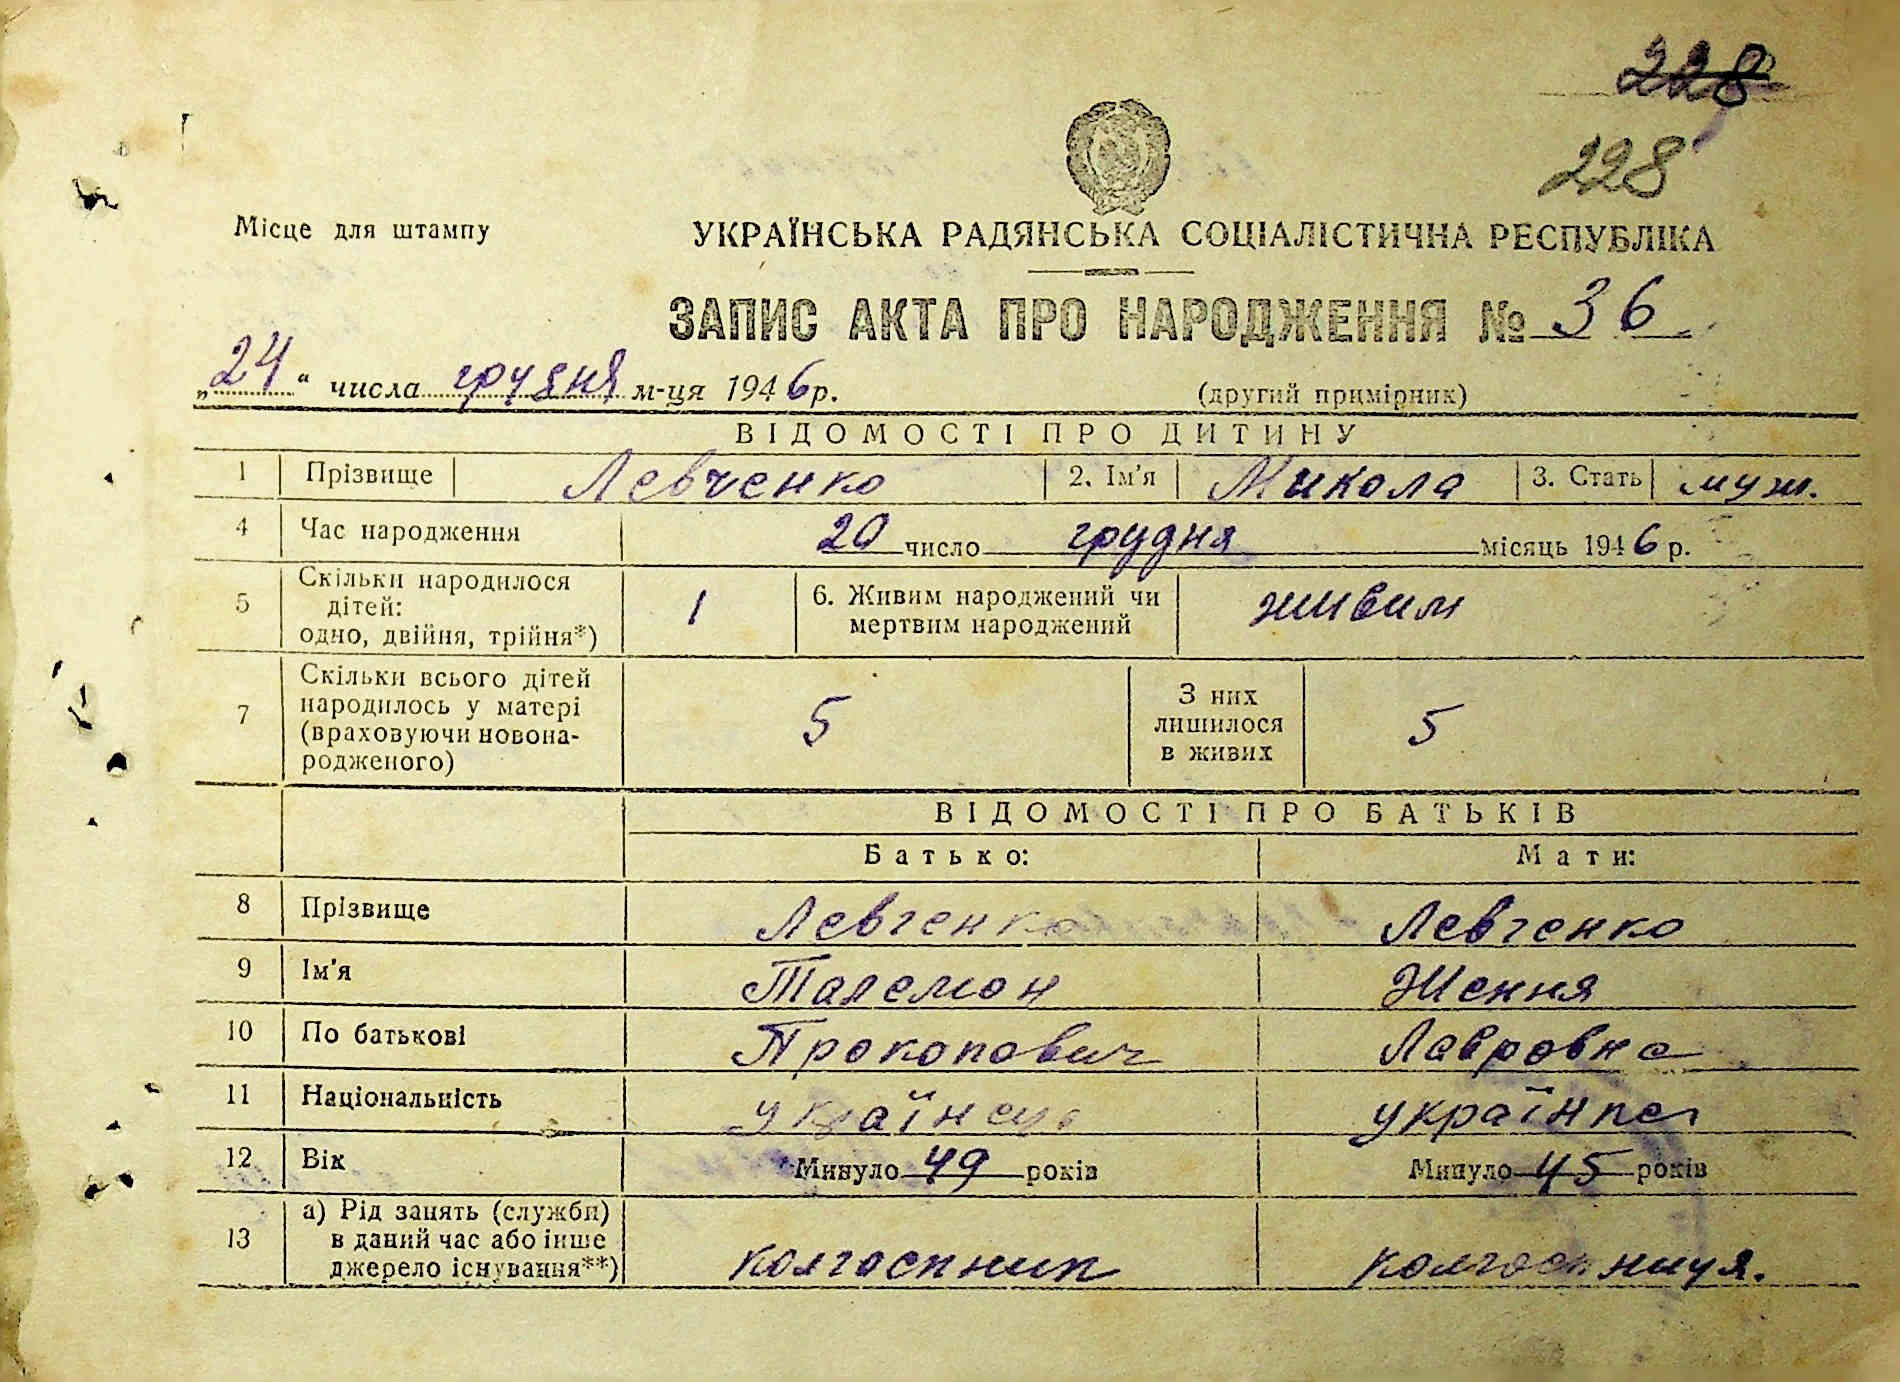 228
228
Місце для штампу
УКРАЇНСЬКА РАДЯНСЬКА СОЦІАЛІСТИЧНА РЕСПУБЛІКА
ЗАПИС АКТА ПРО НАРОДЖЕННЯ № 36
„24“ числа грудня м-ця 1946р.
(другий примірник)
ВІДОМОСТІ ПРО ДИТИНУ
1 Прізвище Левченко 2. Ім'я Микола 3. Стать муж.
4 Час народження 20 число грудня місяць 1946 р.
5 Скільки народилося дітей: одно, двійня, трійня*) 1 6. Живим народжений чи мертвим народжений живим
7 Скільки всього дітей народилось у матері (враховуючи новонародженого) 5 З них лишилося в живих 5
ВІДОМОСТІ ПРО БАТЬКІВ
Батько: Мати:
8 Прізвище Левченко Левченко
9 Ім'я Палемон Ження
10 По батькові Прокопович Лавровна
11 Національність українець українка
12 Вік Минуло 49 років Минуло 45 років
13 а) Рід занять (служби) в даний час або інше джерело існування**) колгоспник колгоспниця.